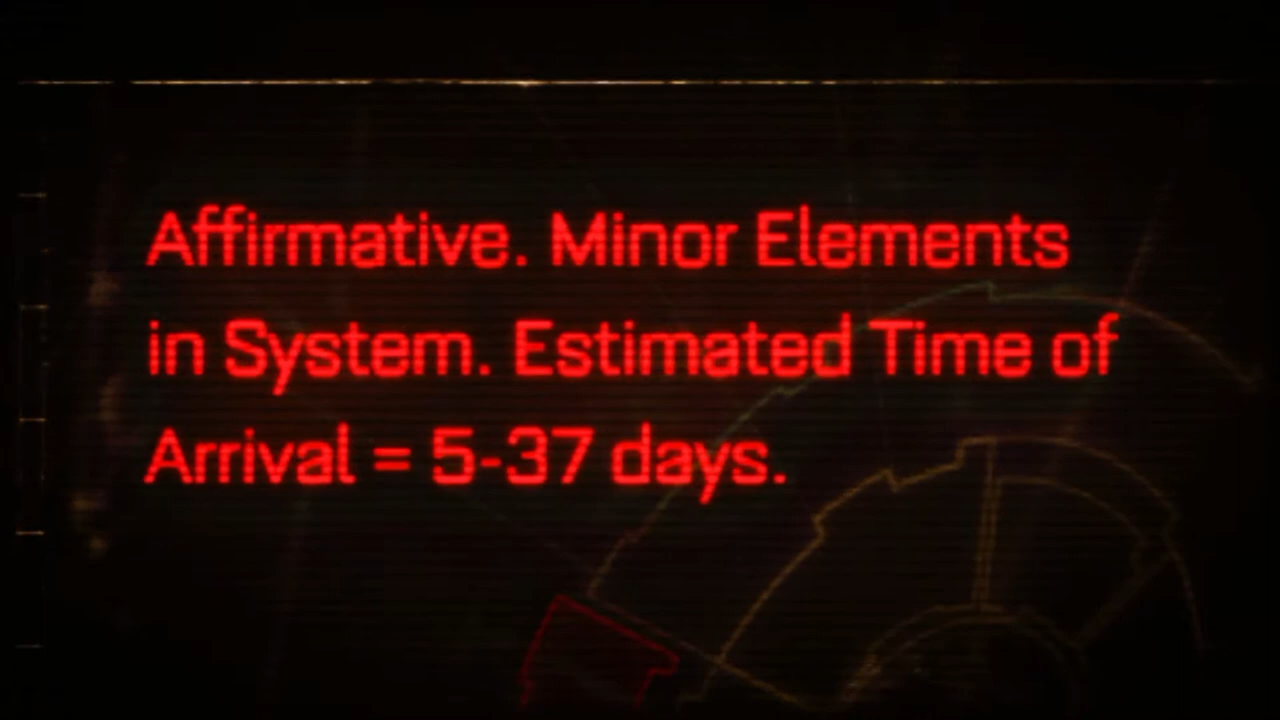 Affirmative. Minor Elements
in System. Estimated Time of
Arrival = 5-37 days.